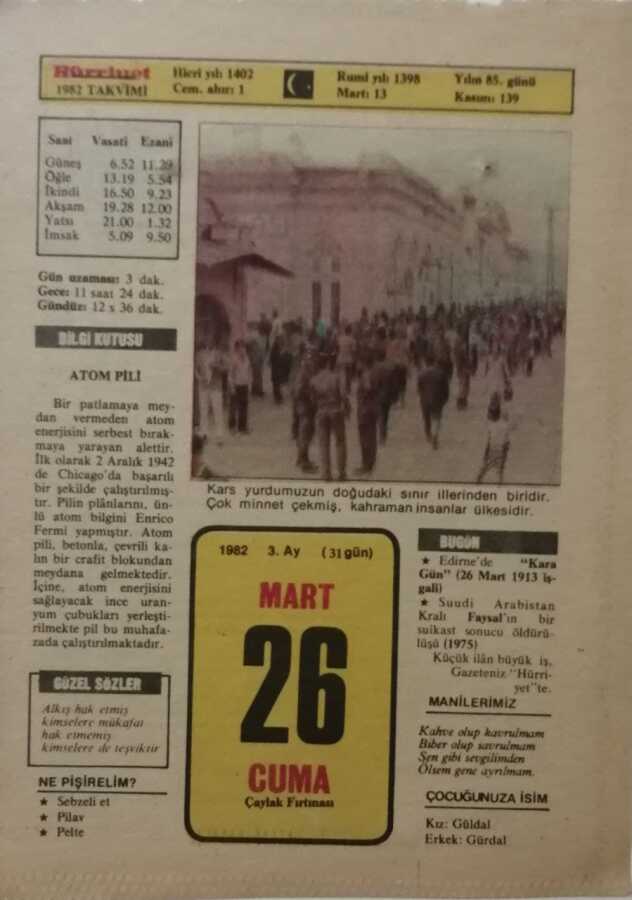 Hürriyet
1982 TAKVİMİ
Hicri yılı 1402
Cem. ahır: 1
Rumi yılı 1398
Mart: 13
Yılın 85. günü
Kasım: 139
Saat Vasati Ezani
Güneş 6.52 11.29
Öğle 13.19 5.54
İkindi 16.50 9.23
Akşam 19.28 12.00
Yatsı 21.00 1.32
İmsak 5.09 9.50
Gün uzaması: 3 dak.
Gece: 11 saat 24 dak.
Gündüz: 12 s 36 dak.
BİLGİ KUTUSU
ATOM PİLİ
Bir patlamaya mey-
dan vermeden atom
enerjisini serbest bırak-
maya yarayan alettir.
İlk olarak 2 Aralık 1942
de Chicago'da başarılı
bir şekilde çalıştırılmış-
tır. Pilin plânlarını, ün-
lü atom bilgini Enrico
Fermi yapmıştır. Atom
pili, betonla, çevrili ka-
lın bir crafit blokundan
meydana gelmektedir.
İçine, atom enerjisini
sağlayacak ince uran-
yum çubukları yerleşti-
rilmekte pil bu muhafa-
zada çalıştırılmaktadır.
GÜZEL SÖZLER
Alkış hak etmiş
kimselere mükafat
hak etmemiş
kimselere de teşviktir
NE PİŞİRELİM?
★ Sebzeli et
★ Pilav
★ Pelte
Kars yurdumuzun doğudaki sınır illerinden biridir.
Çok minnet çekmiş, kahraman insanlar ülkesidir.
1982 3. Ay (31 gün)
MART
26
CUMA
Çaylak Fırtınası
BUGÜN
★ Edirne'de "Kara
Gün" (26 Mart 1913 iş-
gali)
★ Suudi Arabistan
Kralı Faysal'ın bir
suikast sonucu öldürü-
lüşü (1975)
Küçük ilân büyük iş,
Gazeteniz "Hürri-
yet"te.
MANİLERİMİZ
Kahve olup kavrulmam
Biber olup savrulmam
Sen gibi sevgilimden
Ölsem gene ayrılmam.
ÇOCUĞUNUZA İSİM
Kız: Güldal
Erkek: Gürdal